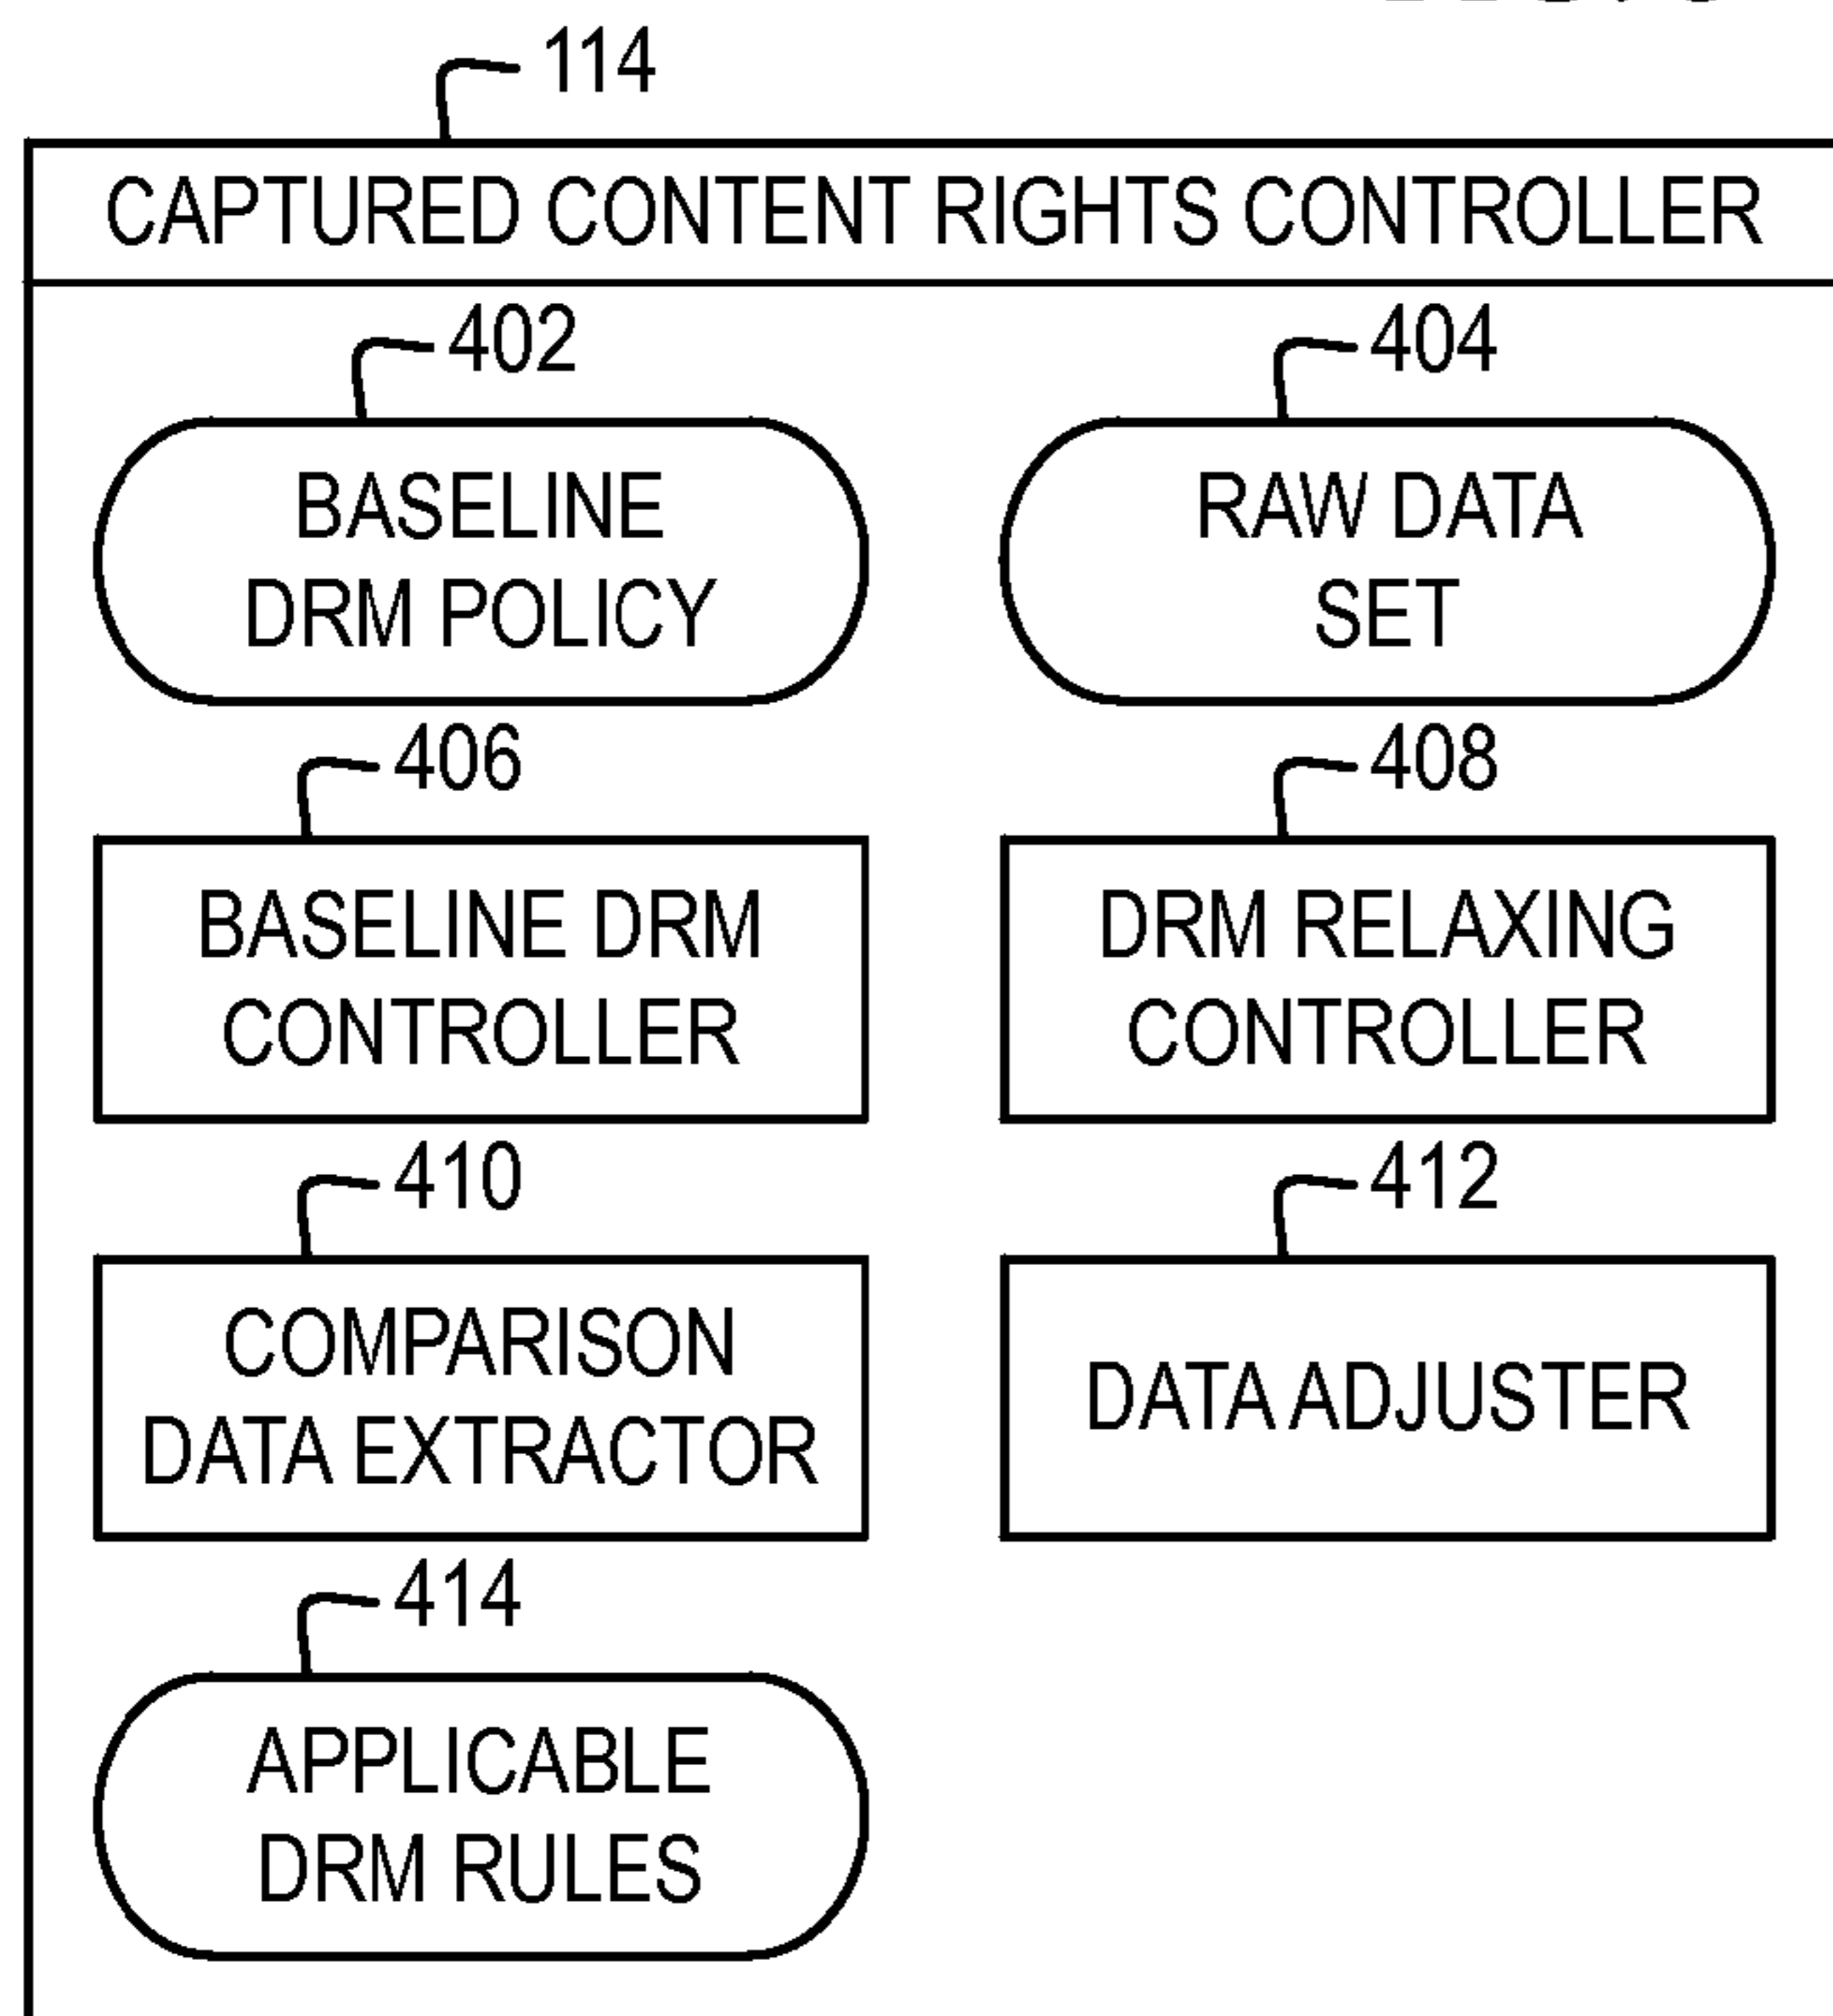 114
CAPTURED CONTENT RIGHTS CONTROLLER
402
404
BASELINE
DRM POLICY
RAW DATA
SET
406
408
BASELINE DRM
CONTROLLER
DRM RELAXING
CONTROLLER
410
412
COMPARISON
DATA EXTRACTOR
DATA ADJUSTER
414
APPLICABLE
DRM RULES